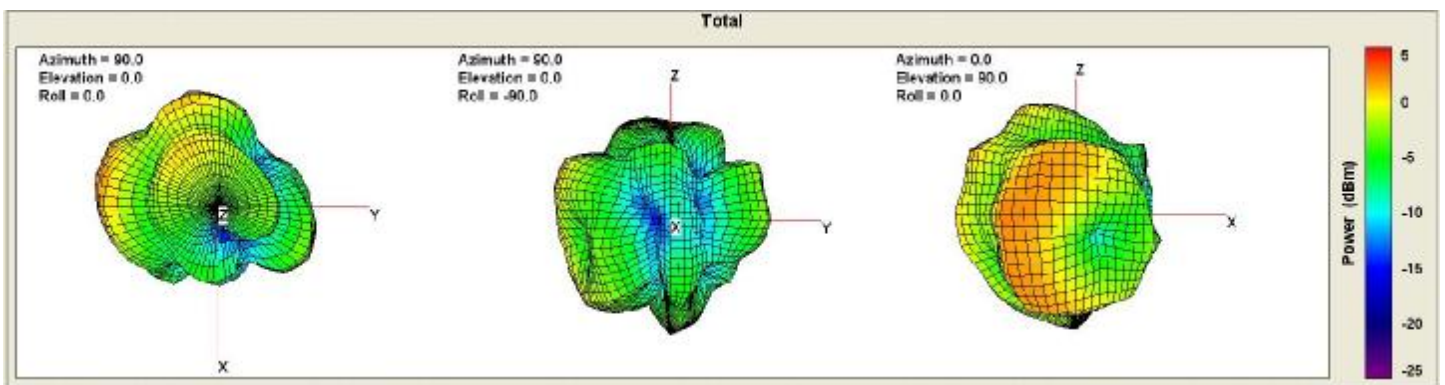 Total
Azimuth = 90.0
Elevation = 0.0
Roll = 0.0
Z
Y
X
Azimuth = 90.0
Elevation = 0.0
Roll = -90.0
Z
X
Y
Azimuth = 0.0
Elevation = 90.0
Roll = 0.0
Z
X
Power (dBm)
5
0
-5
-10
-15
-20
-25